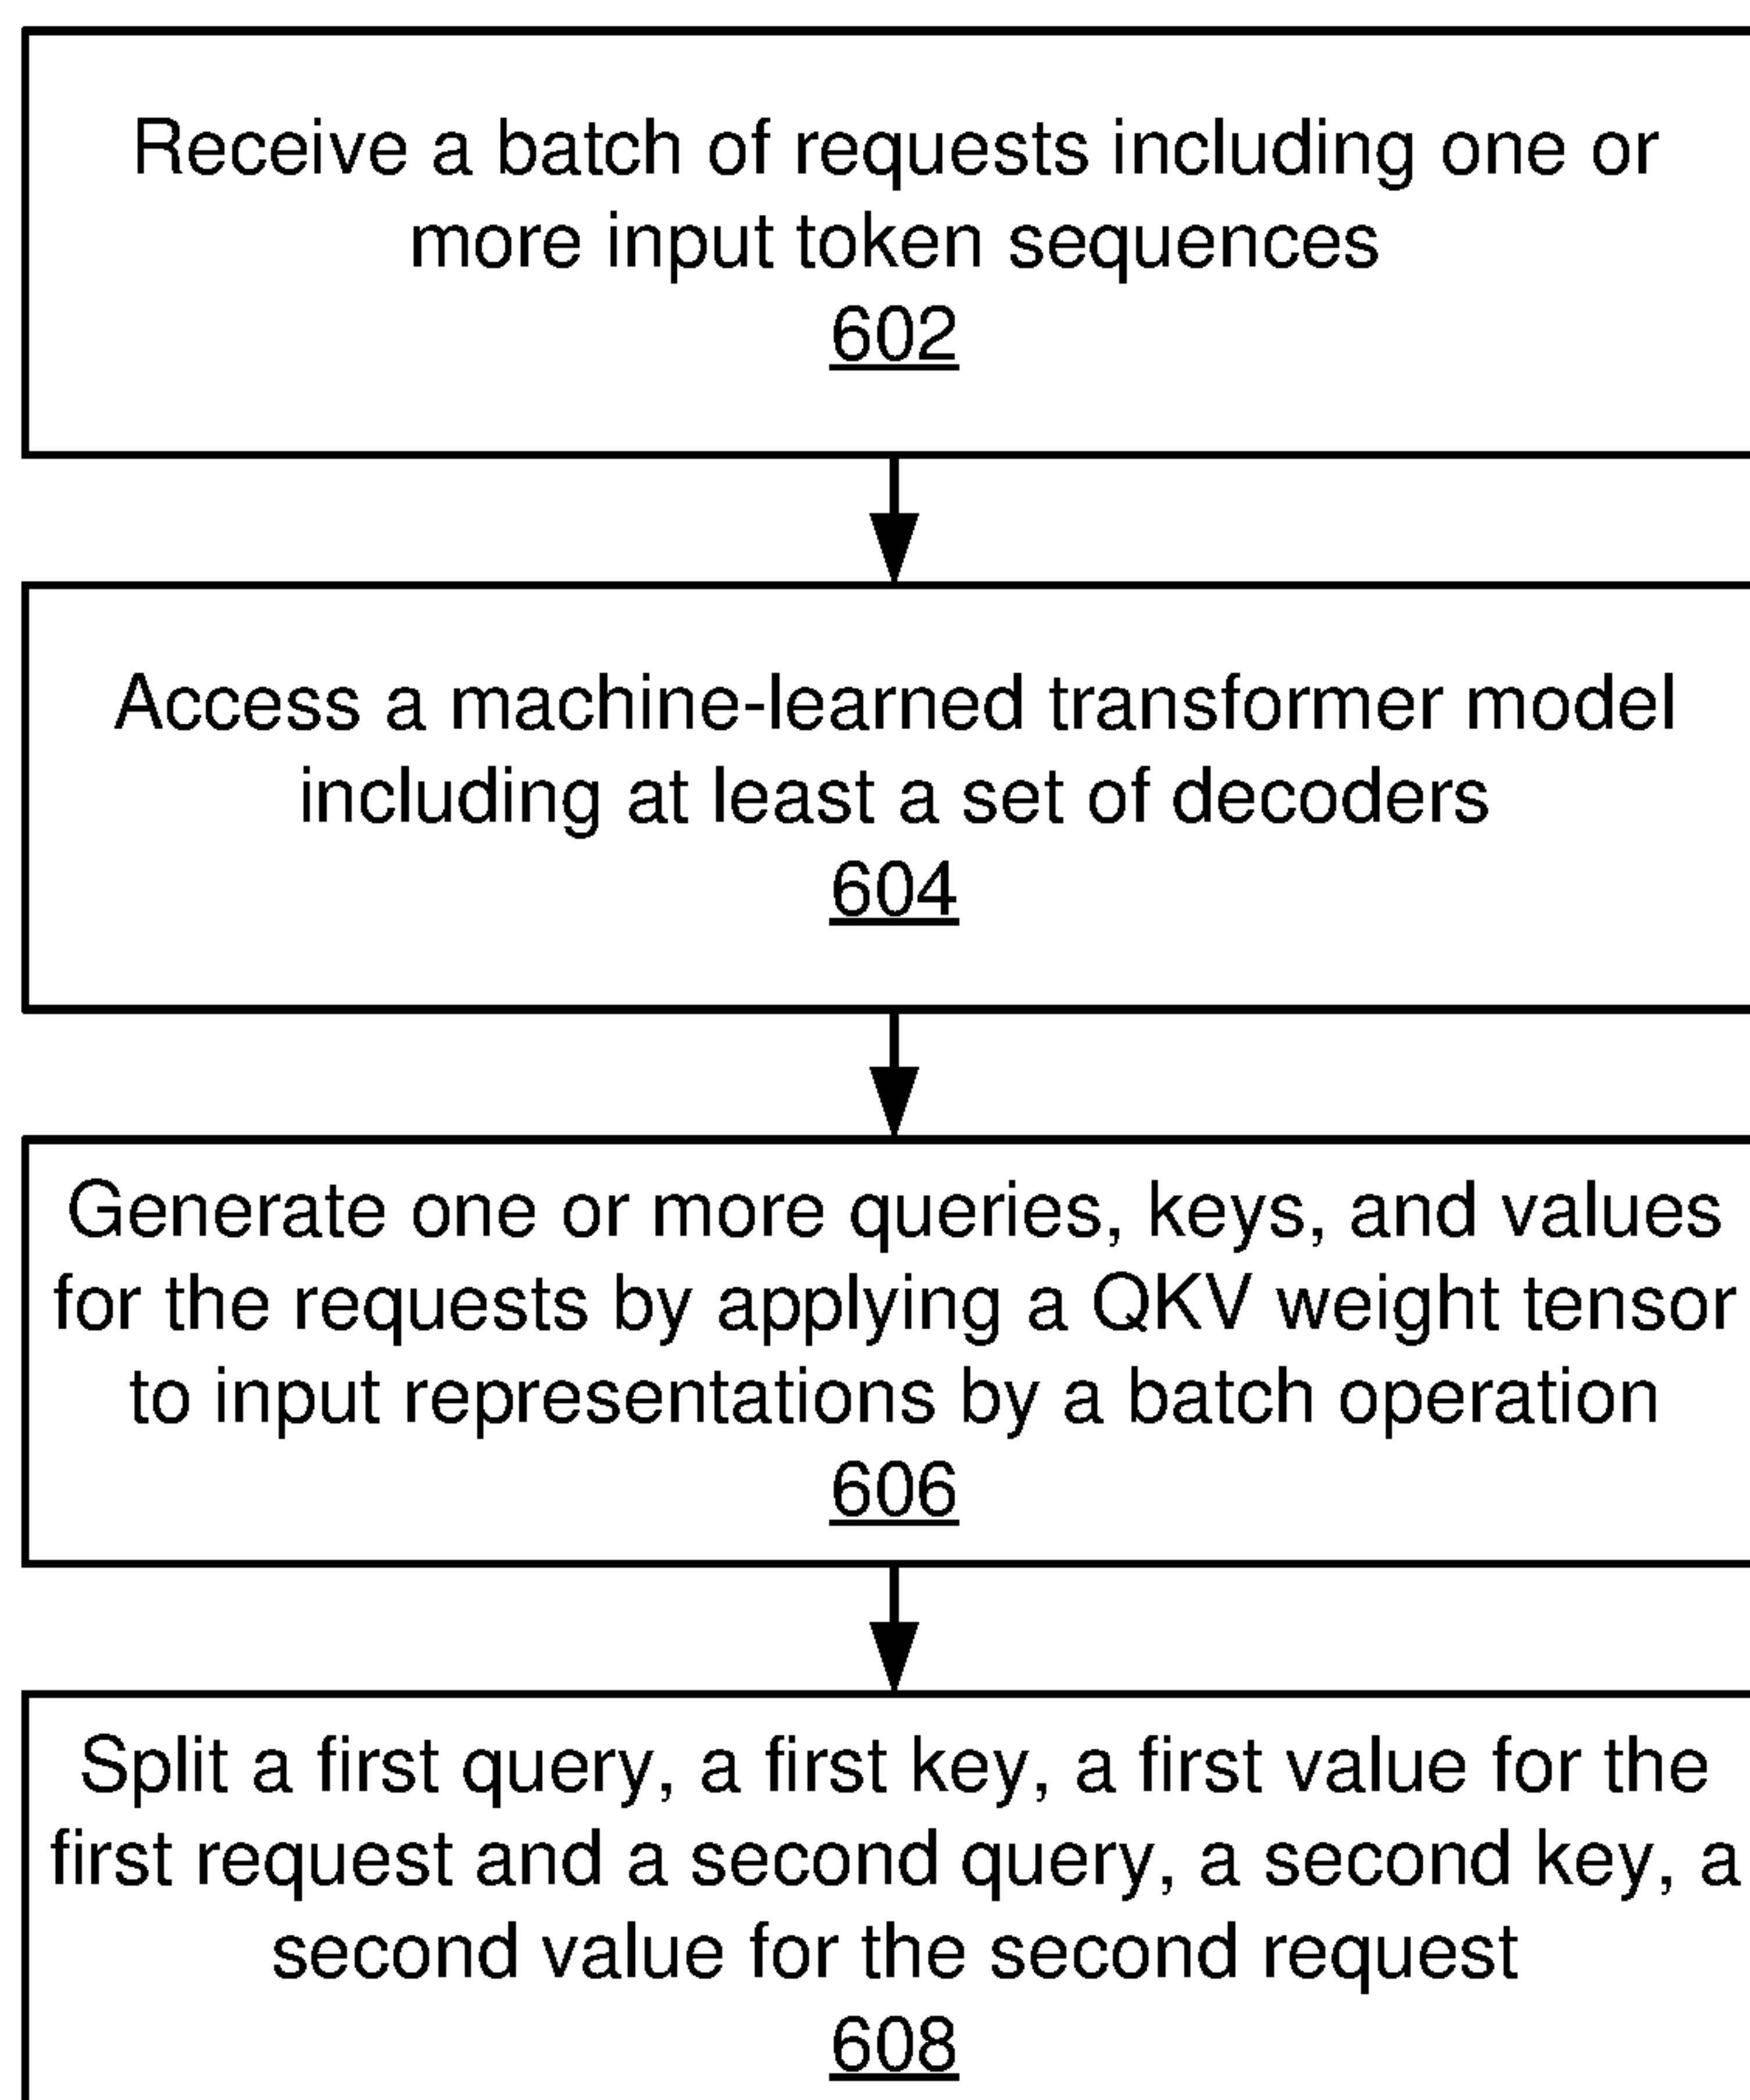 Receive a batch of requests including one or
more input token sequences
602
Access a machine-learned transformer model
including at least a set of decoders
604
Generate one or more queries, keys, and values
for the requests by applying a QKV weight tensor
to input representations by a batch operation
606
Split a first query, a first key, a first value for the
first request and a second query, a second key, a
second value for the second request
608